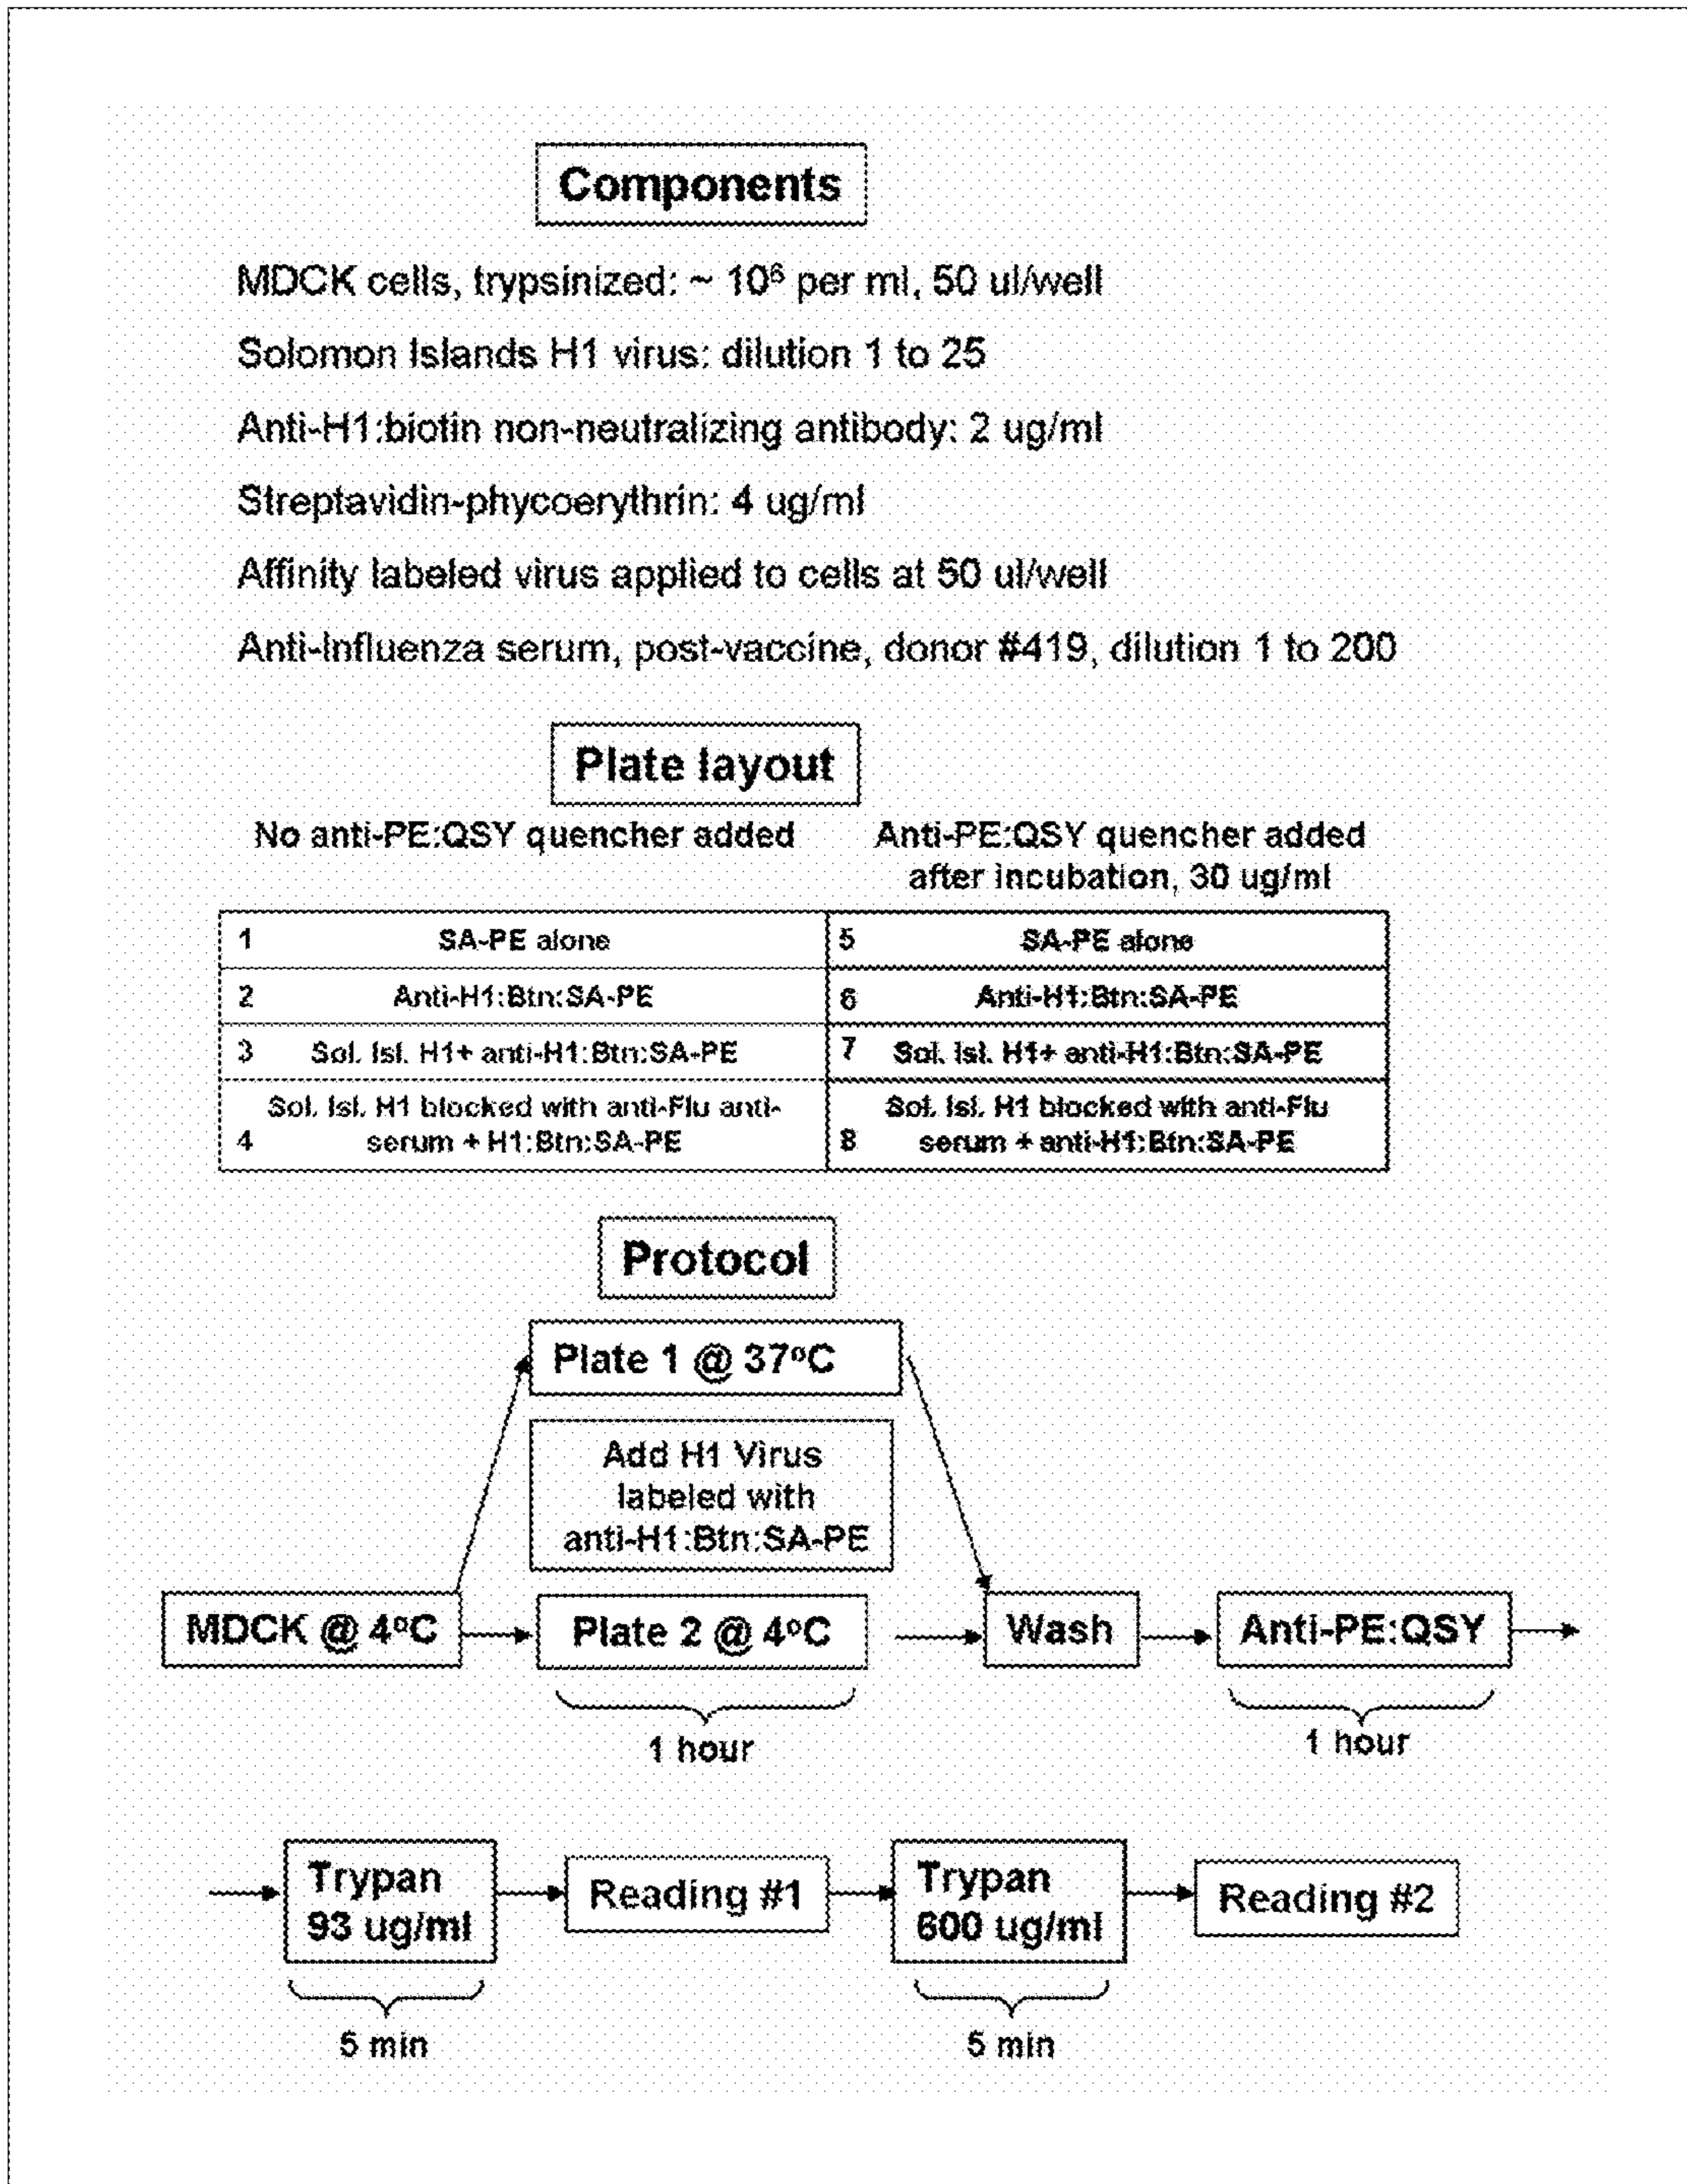 Components
MDCK cells, trypsinized: ~ 10⁶ per ml, 50 ul/well
Solomon Islands H1 virus: dilution 1 to 25
Anti-H1:biotin non-neutralizing antibody: 2 ug/ml
Streptavidin-phycoerythrin: 4 ug/ml
Affinity labeled virus applied to cells at 50 ul/well
Anti-Influenza serum, post-vaccine, donor #419, dilution 1 to 200
Plate layout
No anti-PE:QSY quencher added
Anti-PE:QSY quencher added
after incubation, 30 ug/ml
1 SA-PE alone
5 SA-PE alone
2 Anti-H1:Btn:SA-PE
6 Anti-H1:Btn:SA-PE
3 Sol. Isl. H1+ anti-H1:Btn:SA-PE
7 Sol. Isl. H1+ anti-H1:Btn:SA-PE
Sol. Isl. H1 blocked with anti-Flu anti-
4 serum + H1:Btn:SA-PE
Sol. Isl. H1 blocked with anti-Flu
8 serum + anti-H1:Btn:SA-PE
Protocol
Plate 1 @ 37ºC
Add H1 Virus
labeled with
anti-H1:Btn:SA-PE
MDCK @ 4ºC
Plate 2 @ 4ºC
Wash
Anti-PE:QSY
1 hour
1 hour
Trypan
93 ug/ml
Reading #1
Trypan
600 ug/ml
Reading #2
5 min
5 min